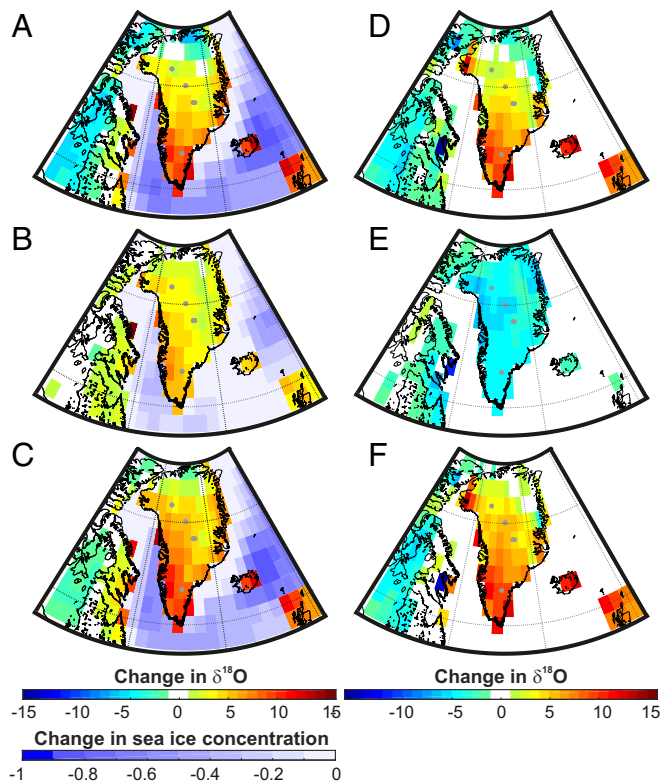 A
D
B
E
C
F
Change in δ18O
-15 -10 -5 0 5 10 15
Change in sea ice concentration
-1 -0.8 -0.6 -0.4 -0.2 0
Change in δ18O
-10 -5 0 5 10 15